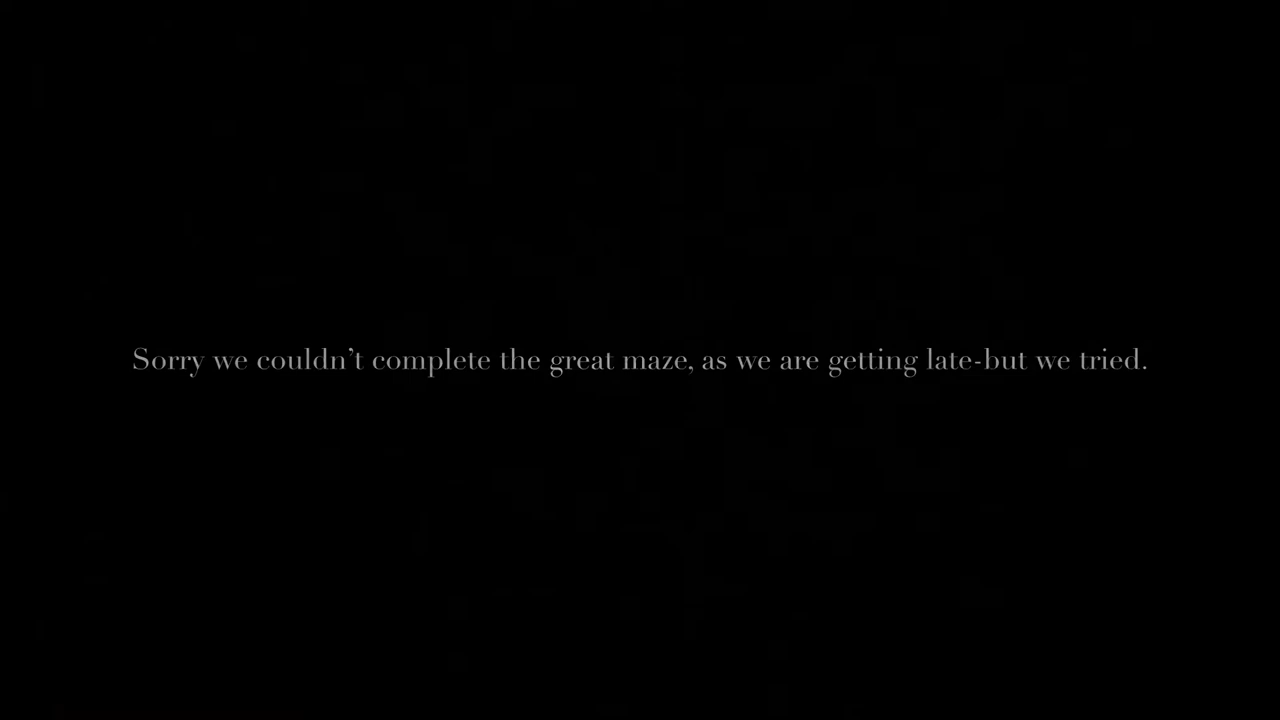 Sorry we couldn’t complete the great maze, as we are getting late-but we tried.